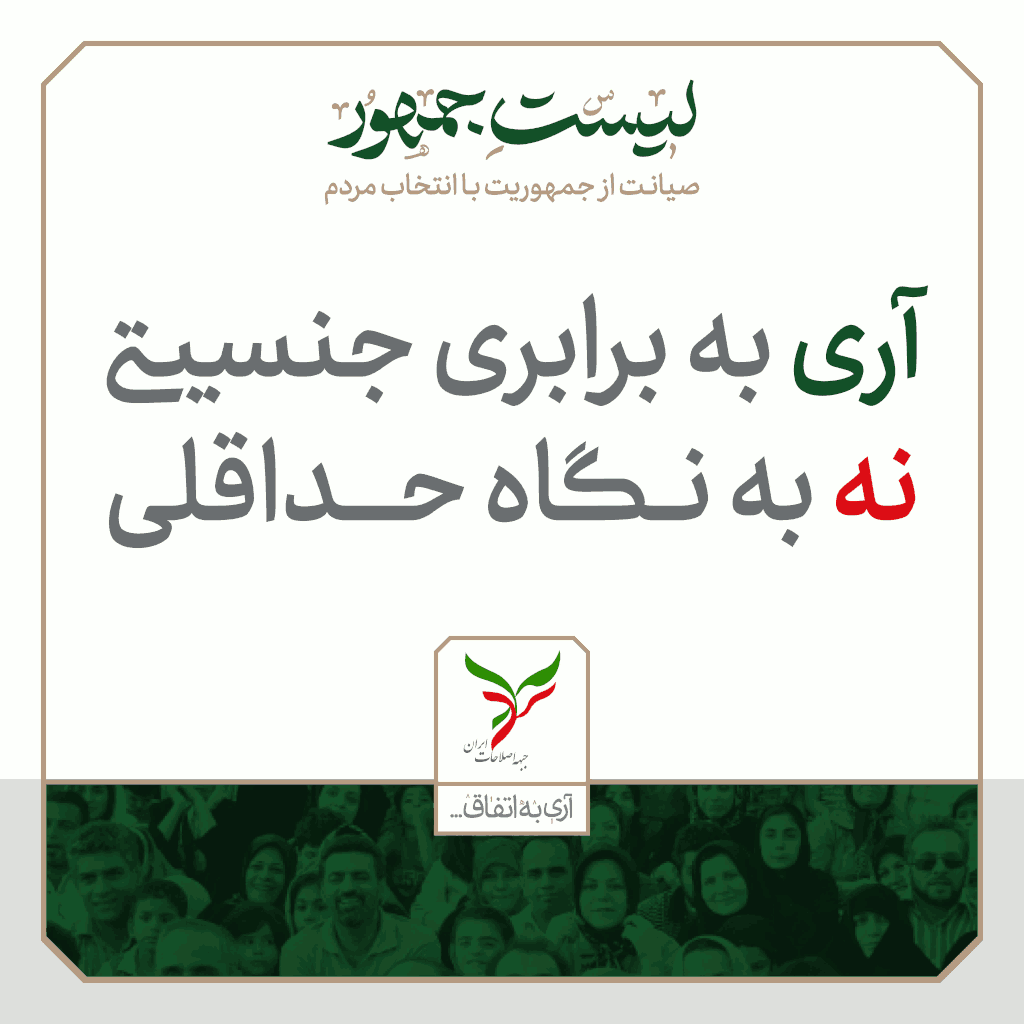 لیستِ جمهور
صیانت از جمهوریت با انتخاب مردم
آری به برابری جنسیتی
نه به نگاه حداقلی
جبهه اصلاحات ایران
آری به اتفاق...